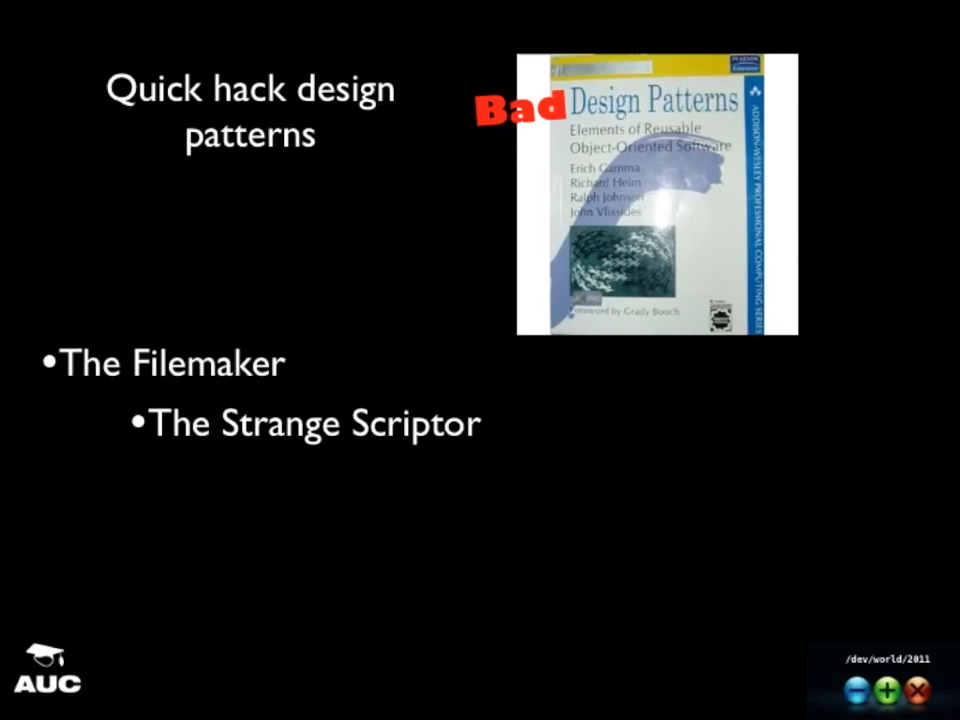 Quick hack design
patterns
Bad
Design Patterns
Elements of Reusable
Object-Oriented Software
Erich Gamma
Richard Helm
Ralph Johnson
John Vlissides
Foreword by Grady Booch
ADDISON-WESLEY PROFESSIONAL COMPUTING SERIES
PEARSON
•The Filemaker
•The Strange Scriptor
AUC
/dev/world/2011